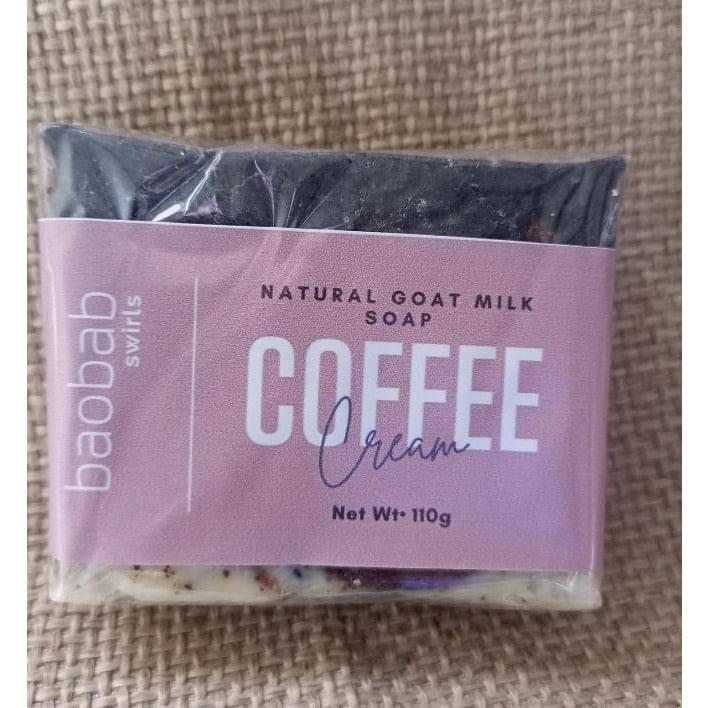 baobab
swirls
NATURAL GOAT MILK
SOAP
COFFEE
Cream
Net Wt• 110g